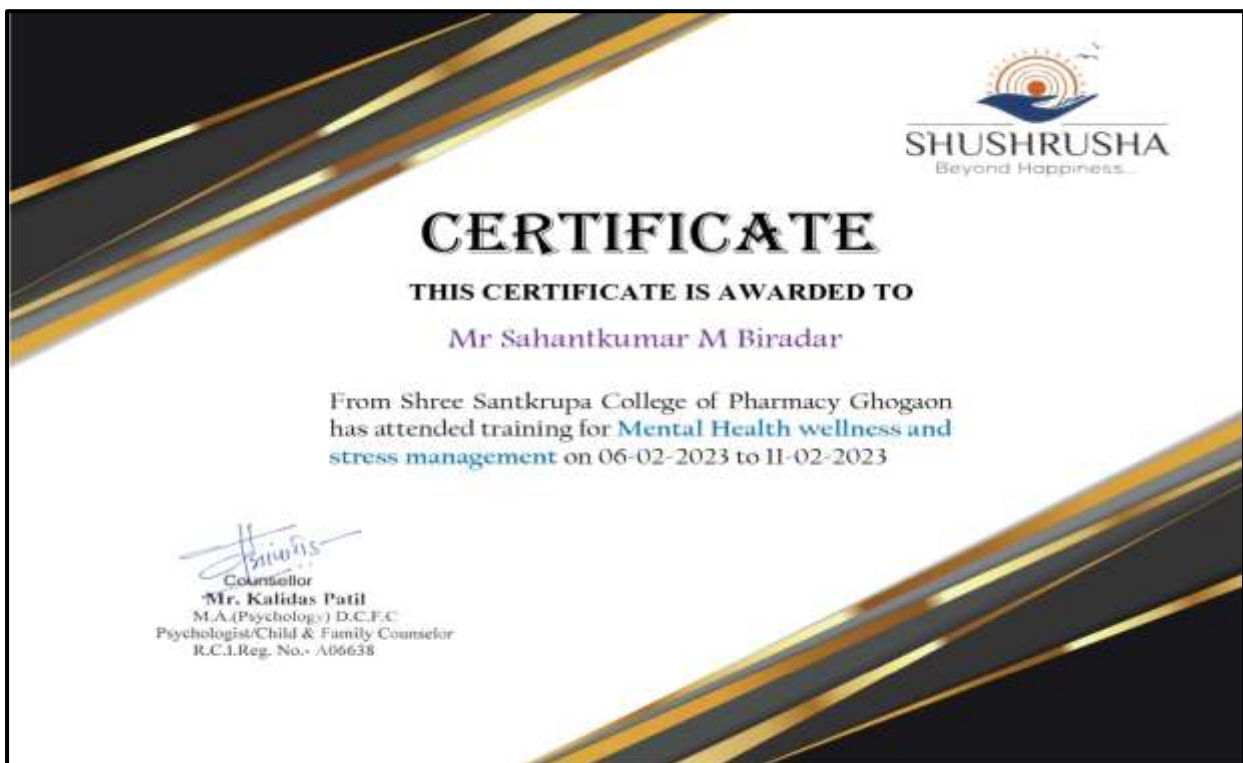 SHUSHRUSHA
Beyond Happiness...
CERTIFICATE
THIS CERTIFICATE IS AWARDED TO
Mr Sahantkumar M Biradar
From Shree Santkrupa College of Pharmacy Ghogaon
has attended training for Mental Health wellness and
stress management on 06-02-2023 to 11-02-2023
Counsellor
Mr. Kalidas Patil
M.A.(Psychology) D.C.F.C
Psychologist/Child & Family Counselor
R.C.I.Reg. No.- A06638